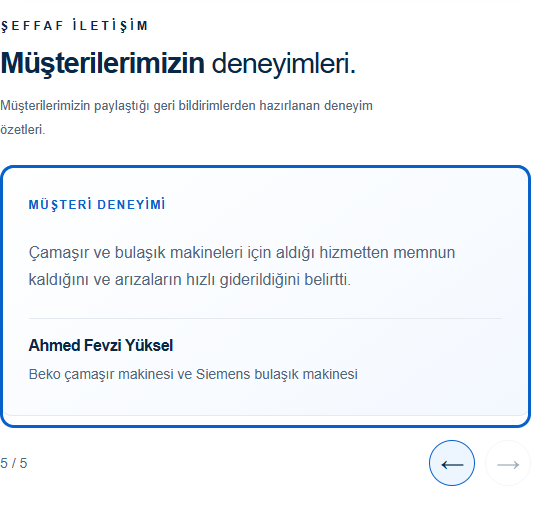 ŞEFFAF İLETİŞİM
Müşterilerimizin deneyimleri.
Müşterilerimizin paylaştığı geri bildirimlerden hazırlanan deneyim
özetleri.
MÜŞTERİ DENEYİMİ
Çamaşır ve bulaşık makineleri için aldığı hizmetten memnun
kaldığını ve arızaların hızlı giderildiğini belirtti.
Ahmed Fevzi Yüksel
Beko çamaşır makinesi ve Siemens bulaşık makinesi
5 / 5